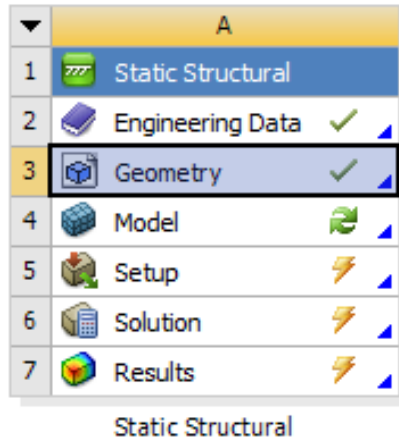 A
1 Static Structural
2 Engineering Data
3 Geometry
4 Model
5 Setup
6 Solution
7 Results
Static Structural